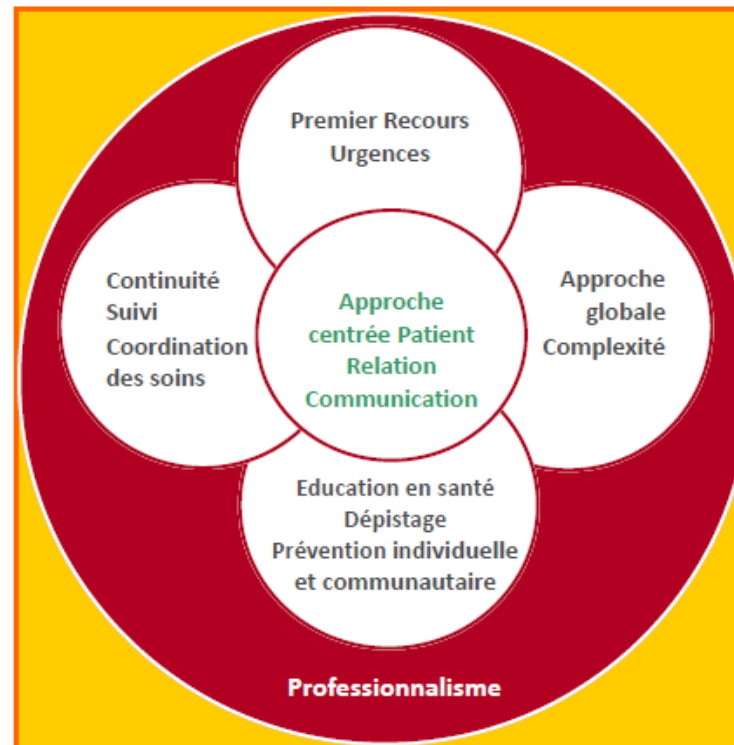 Premier Recours
Urgences
Continuité
Suivi
Coordination
des soins
Approche
centrée Patient
Relation
Communication
Approche
globale
Complexité
Education en santé
Dépistage
Prévention individuelle
et communautaire
Professionnalisme